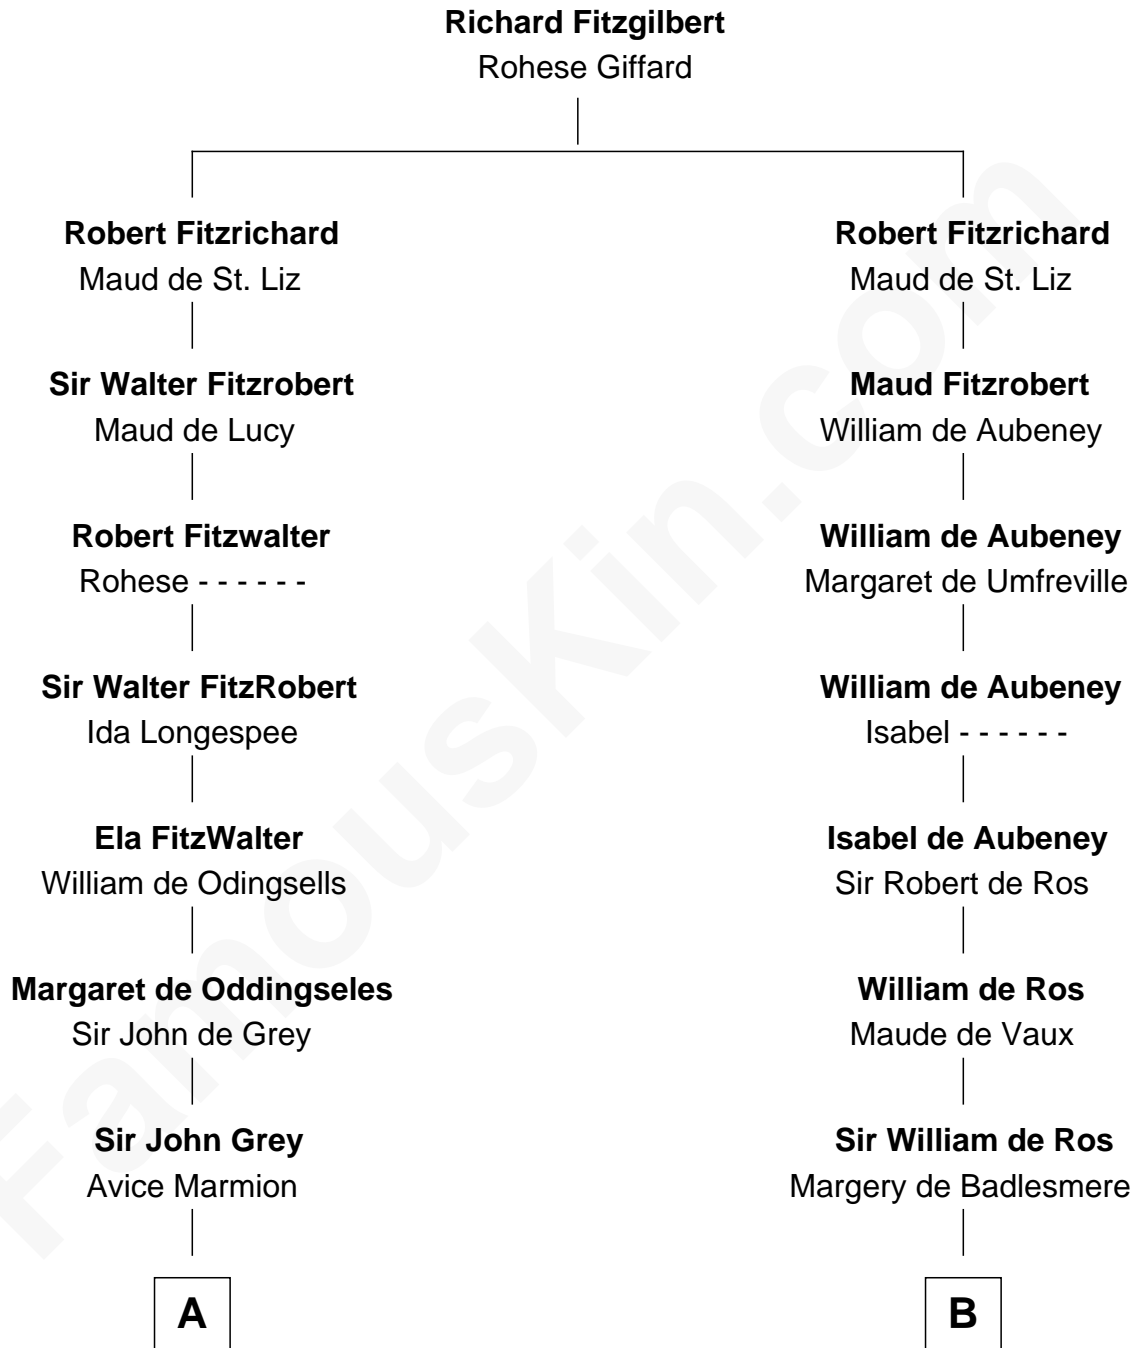 Richard Fitzgilbert
Rohese Giffard
Robert Fitzrichard
Maud de St. Liz
Robert Fitzrichard
Maud de St. Liz
Sir Walter Fitzrobert
Maud de Lucy
Maud Fitzrobert
William de Aubeney
Robert Fitzwalter
Rohese - - - - - -
William de Aubeney
Margaret de Umfreville
Sir Walter FitzRobert
Ida Longespee
William de Aubeney
Isabel - - - - - -
Ela FitzWalter
William de Odingsells
Isabel de Aubeney
Sir Robert de Ros
Margaret de Oddingseles
Sir John de Grey
William de Ros
Maude de Vaux
Sir John Grey
Avice Marmion
Sir William de Ros
Margery de Badlesmere
A
B
FamousKin.com